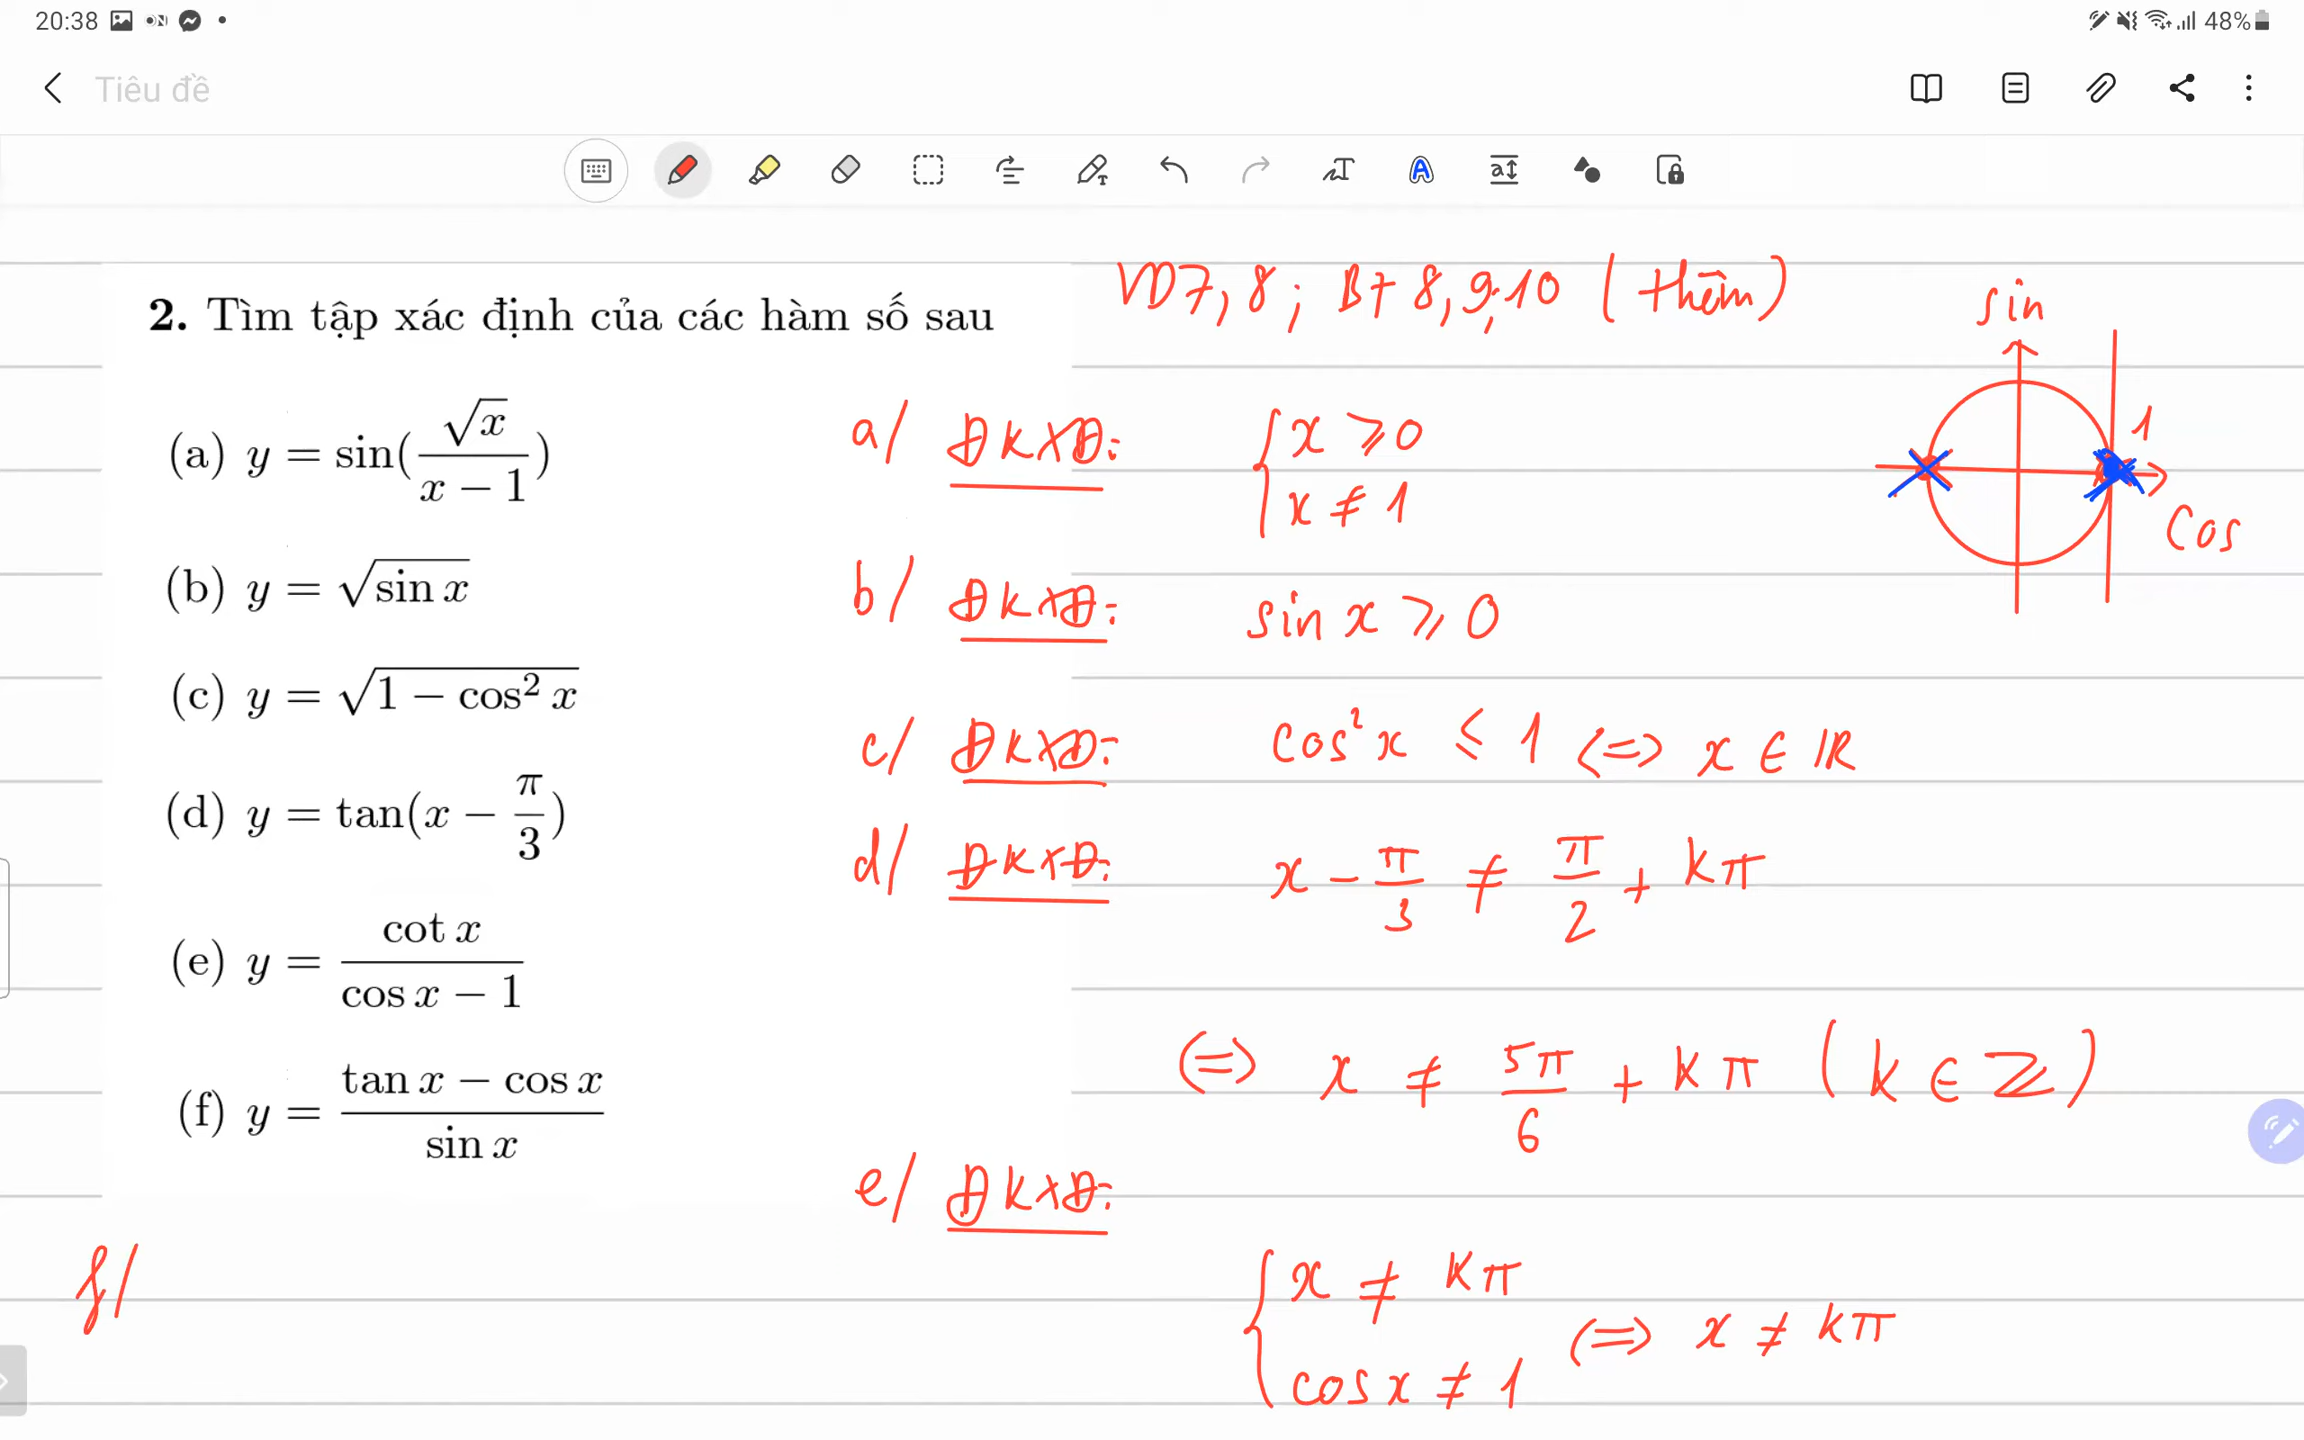 20:38
48%
Tiêu đề
VD7, 8 ; BT 8, 9, 10 ( thêm )
2. Tìm tập xác định của các hàm số sau
(a) y = sin(√x / (x − 1))
(b) y = √(sin x)
(c) y = √(1 − cos² x)
(d) y = tan(x − π/3)
(e) y = cot x / (cos x − 1)
(f) y = (tan x − cos x) / sin x
sin
1
cos
a/ ĐKXĐ: { x ⩾ 0
x ≠ 1
b/ ĐKXĐ: sin x ⩾ 0
c/ ĐKXĐ: cos² x ≤ 1 <=> x ∈ ℝ
d/ ĐKXĐ: x − π/3 ≠ π/2 + kπ
<=> x ≠ 5π/6 + kπ ( k ∈ ℤ )
e/ ĐKXĐ:
{ x ≠ kπ
cos x ≠ 1 <=> x ≠ kπ
f/